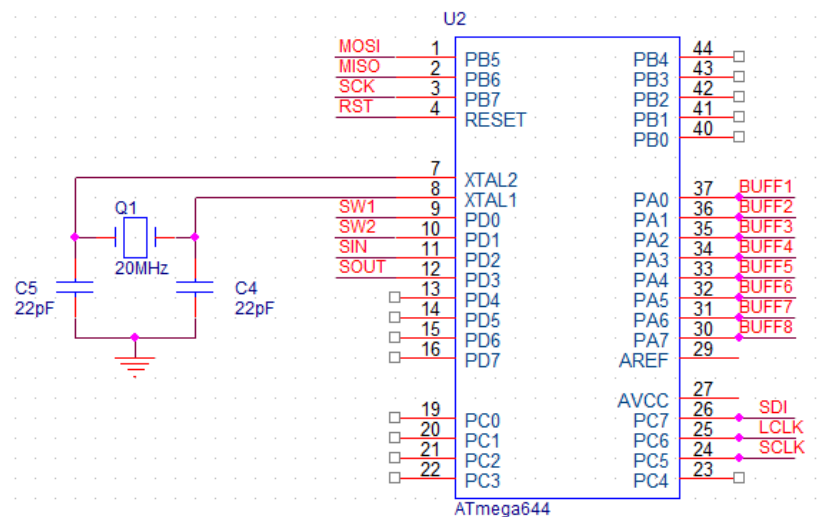 U2
MOSI 1 PB5 PB4 44
MISO 2 PB6 PB3 43
SCK 3 PB7 PB2 42
RST 4 RESET PB1 41
PB0 40
7 XTAL2
8 XTAL1 PA0 37 BUFF1
SW1 9 PD0 PA1 36 BUFF2
SW2 10 PD1 PA2 35 BUFF3
SIN 11 PD2 PA3 34 BUFF4
SOUT 12 PD3 PA4 33 BUFF5
13 PD4 PA5 32 BUFF6
14 PD5 PA6 31 BUFF7
15 PD6 PA7 30 BUFF8
16 PD7 AREF 29
AVCC 27
19 PC0 PC7 26 SDI
20 PC1 PC6 25 LCLK
21 PC2 PC5 24 SCLK
22 PC3 PC4 23
ATmega644
Q1
20MHz
C5
22pF
C4
22pF